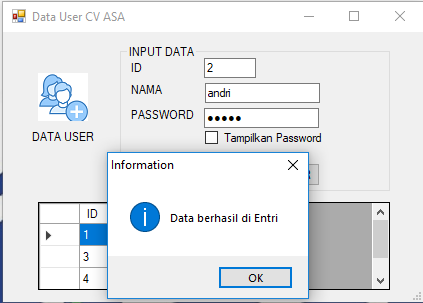 Data User CV ASA
INPUT DATA
ID
2
NAMA
andri
PASSWORD
●●●●●
Tampilkan Password
DATA USER
Information
Data berhasil di Entri
OK
ID
1
3
4